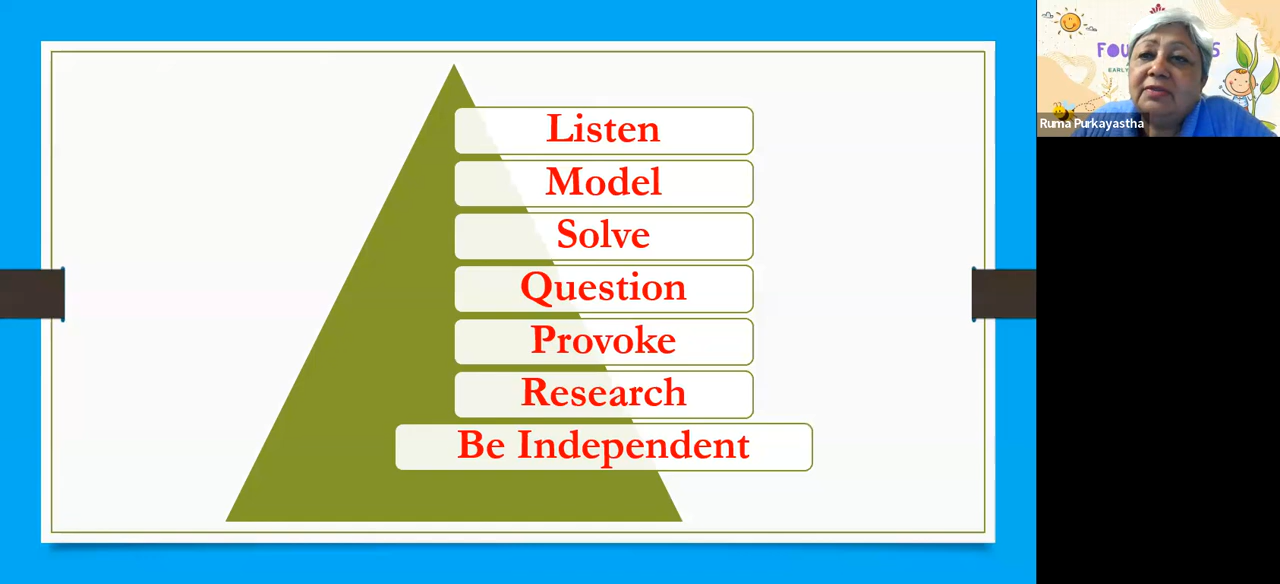 Listen
Model
Solve
Question
Provoke
Research
Be Independent
Ruma Purkayastha